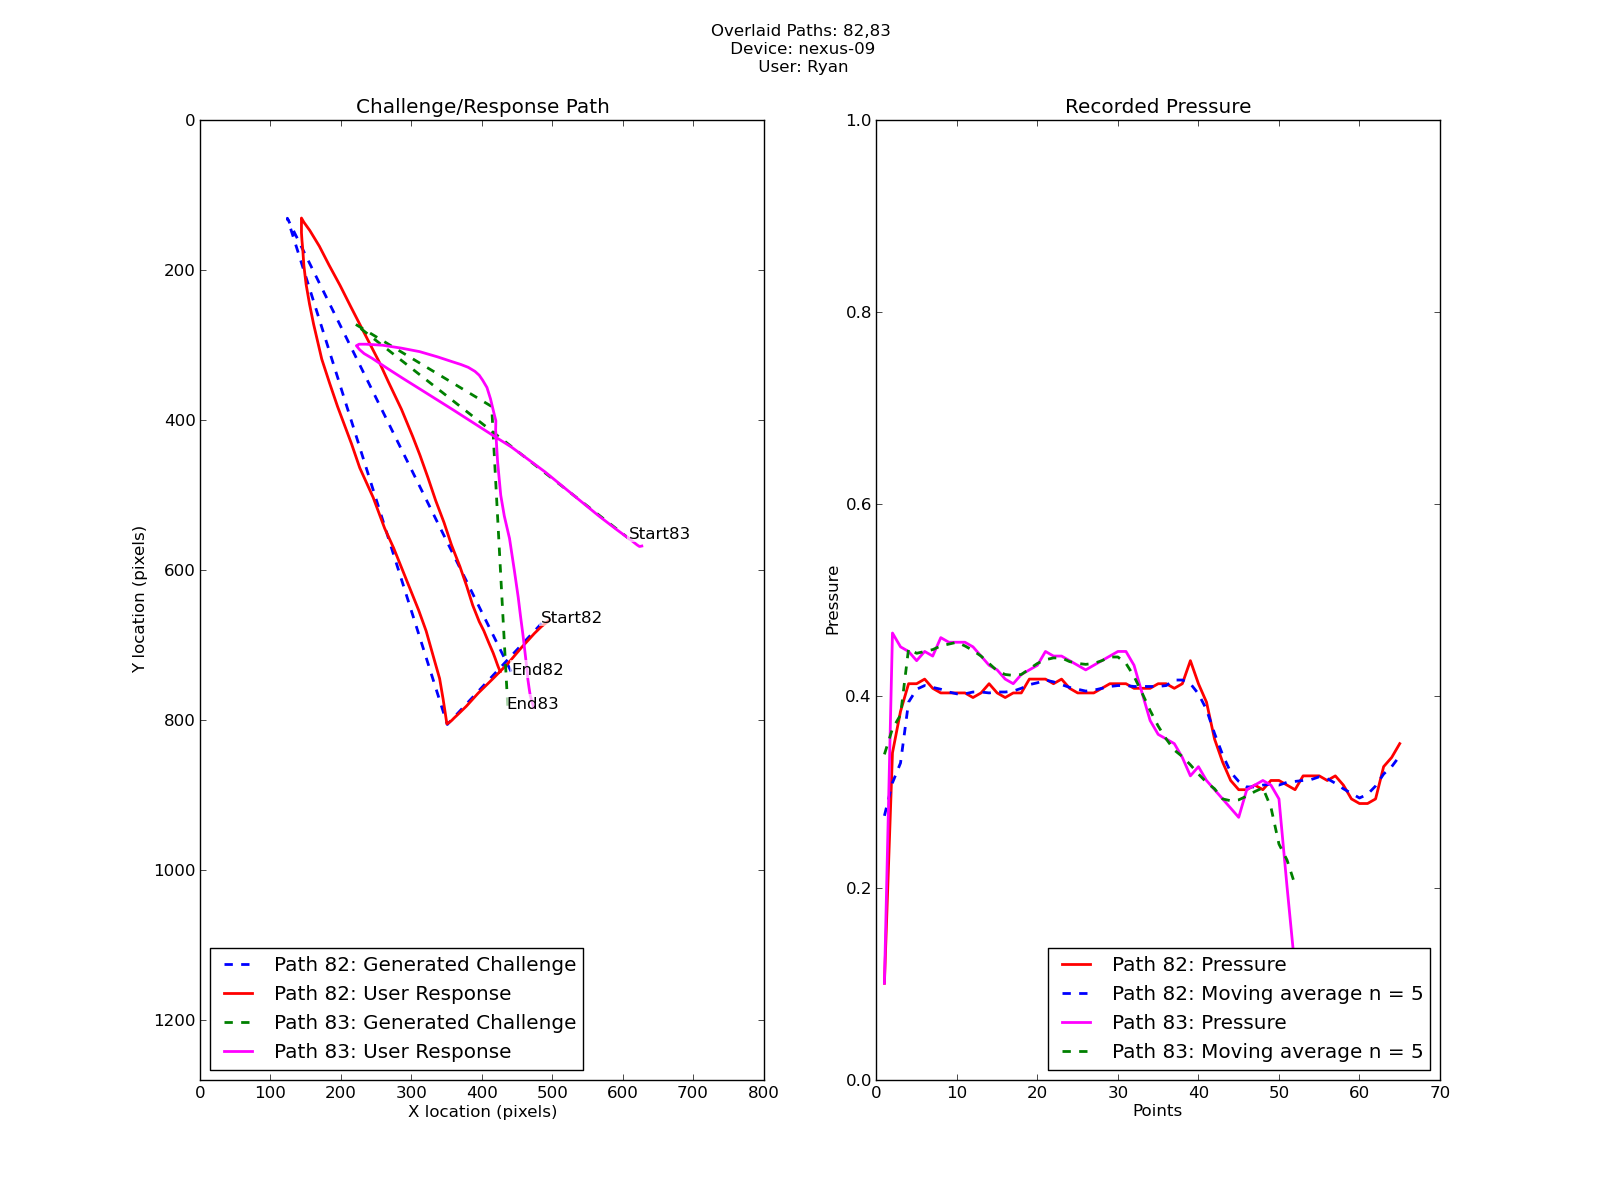 Overlaid Paths: 82,83
Device: nexus-09
User: Ryan
Challenge/Response Path
0
200
400
600
800
1000
1200
Y location (pixels)
Start83
Start82
End82
End83
Path 82: Generated Challenge
Path 82: User Response
Path 83: Generated Challenge
Path 83: User Response
0 100 200 300 400 500 600 700 800
X location (pixels)
Recorded Pressure
1.0
0.8
0.6
0.4
0.2
0.0
Pressure
Path 82: Pressure
Path 82: Moving average n = 5
Path 83: Pressure
Path 83: Moving average n = 5
0 10 20 30 40 50 60 70
Points